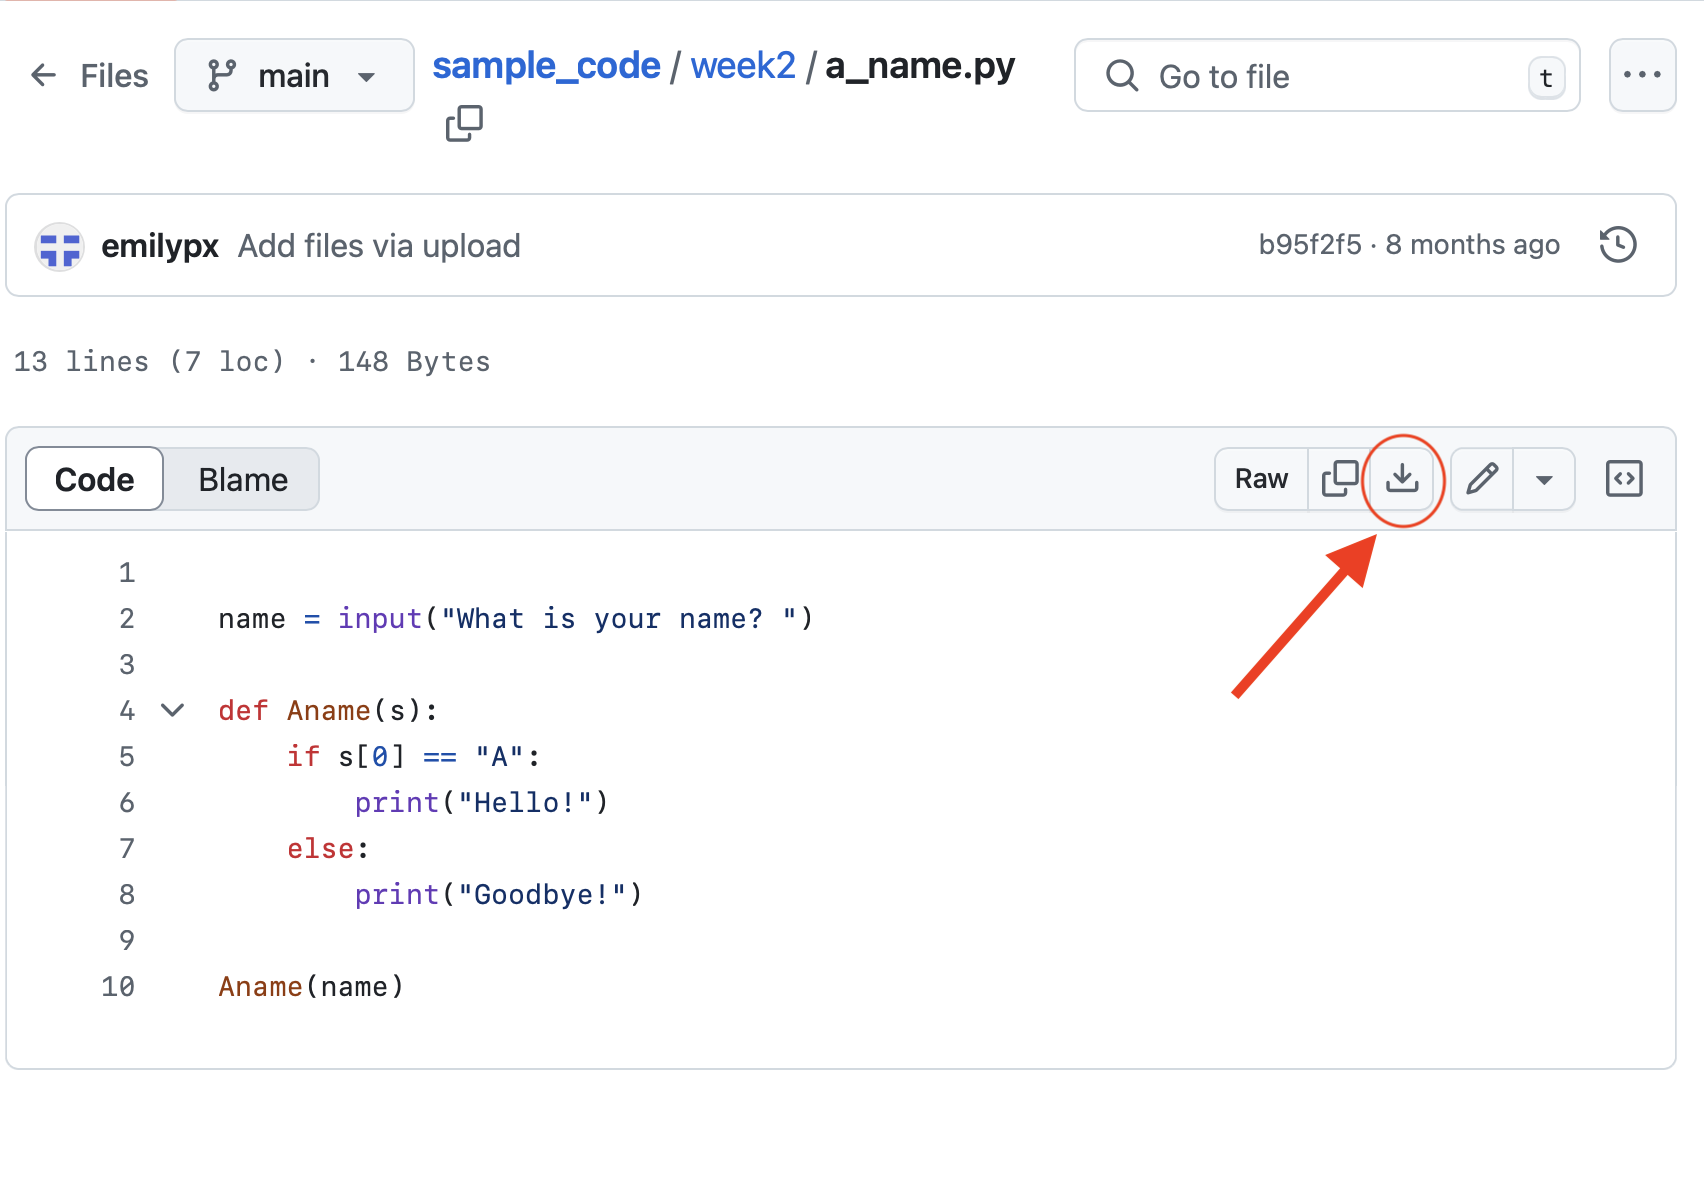 Files main sample_code / week2 / a_name.py Go to file t
emilypx Add files via upload b95f2f5 · 8 months ago
13 lines (7 loc) · 148 Bytes
Code Blame Raw
1
2 name = input("What is your name? ")
3
4 def Aname(s):
5 if s[0] == "A":
6 print("Hello!")
7 else:
8 print("Goodbye!")
9
10 Aname(name)